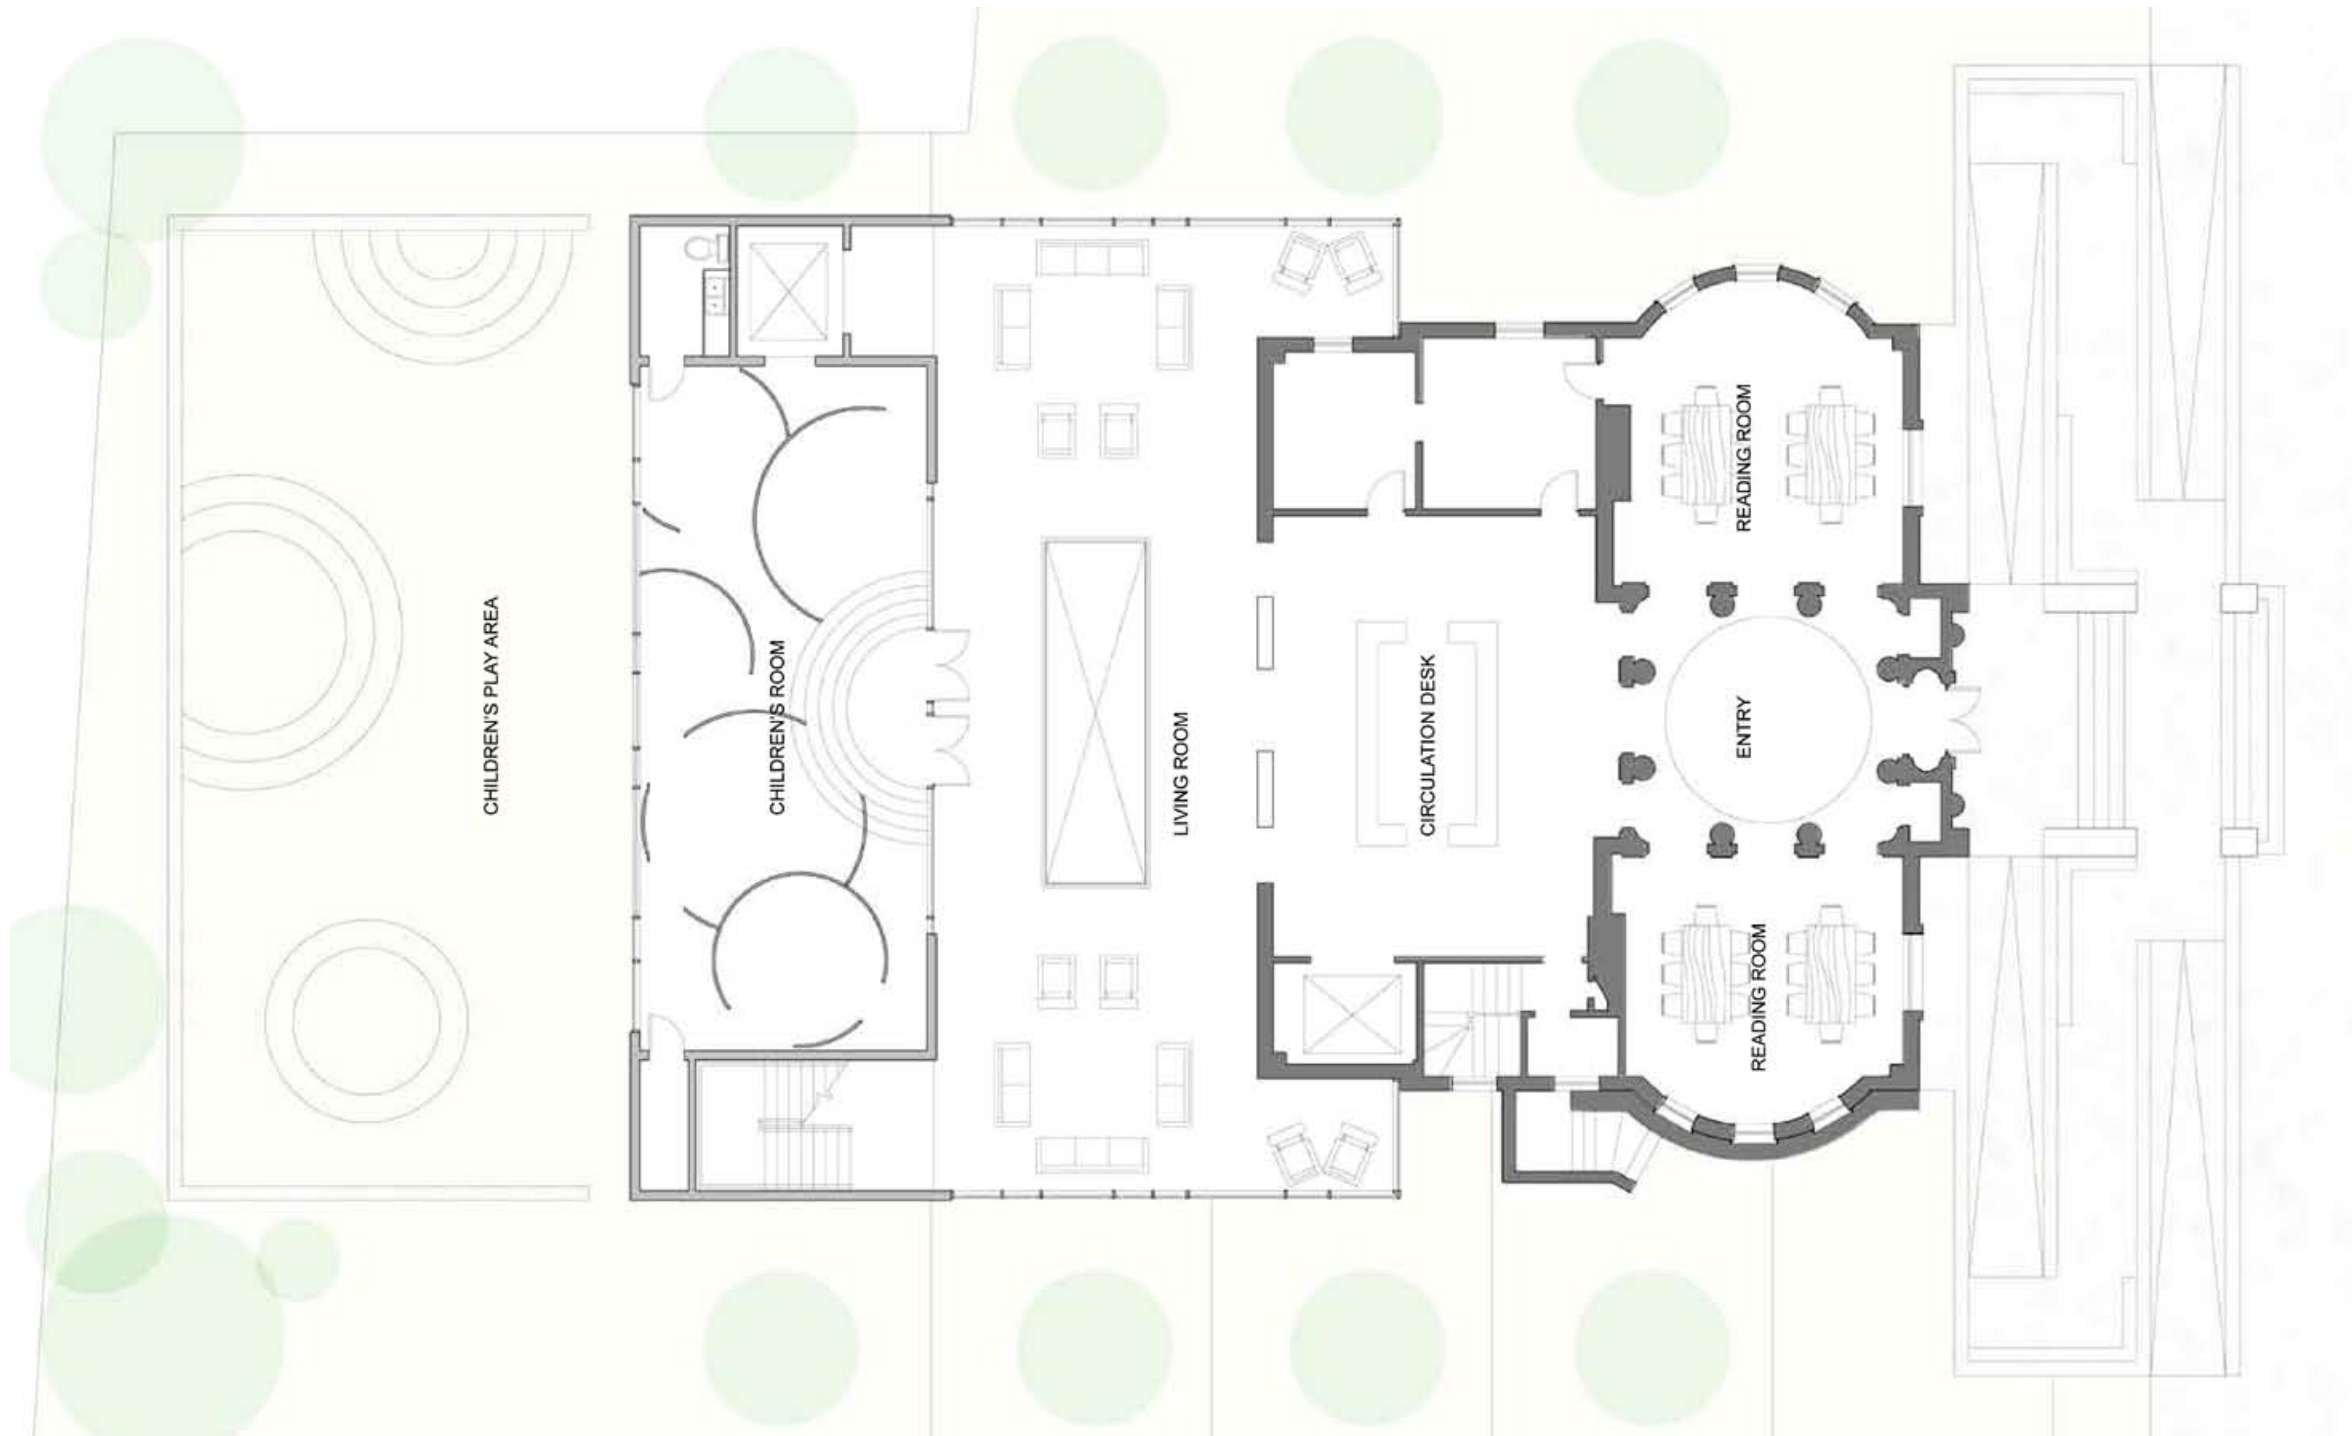 CHILDREN'S PLAY AREA
CHILDREN'S ROOM
LIVING ROOM
CIRCULATION DESK
READING ROOM
ENTRY
READING ROOM